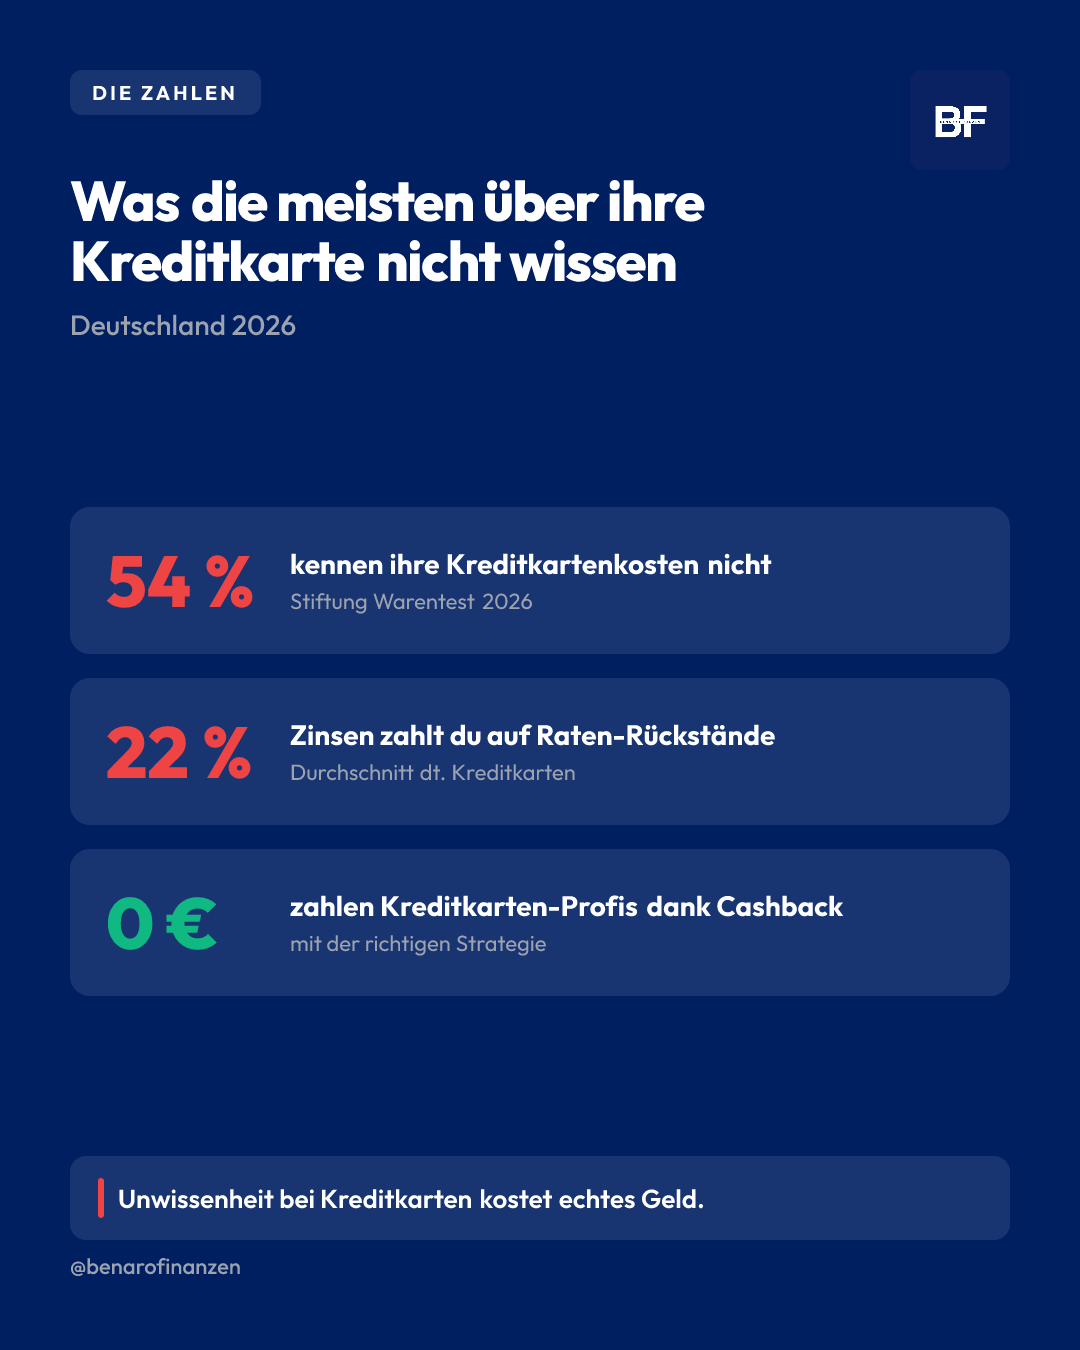 DIE ZAHLEN
BF
Was die meisten über ihre
Kreditkarte nicht wissen
Deutschland 2026
54 %
kennen ihre Kreditkartenkosten nicht
Stiftung Warentest 2026
22 %
Zinsen zahlt du auf Raten-Rückstände
Durchschnitt dt. Kreditkarten
0 €
zahlen Kreditkarten-Profis dank Cashback
mit der richtigen Strategie
Unwissenheit bei Kreditkarten kostet echtes Geld.
@benarofinanzen